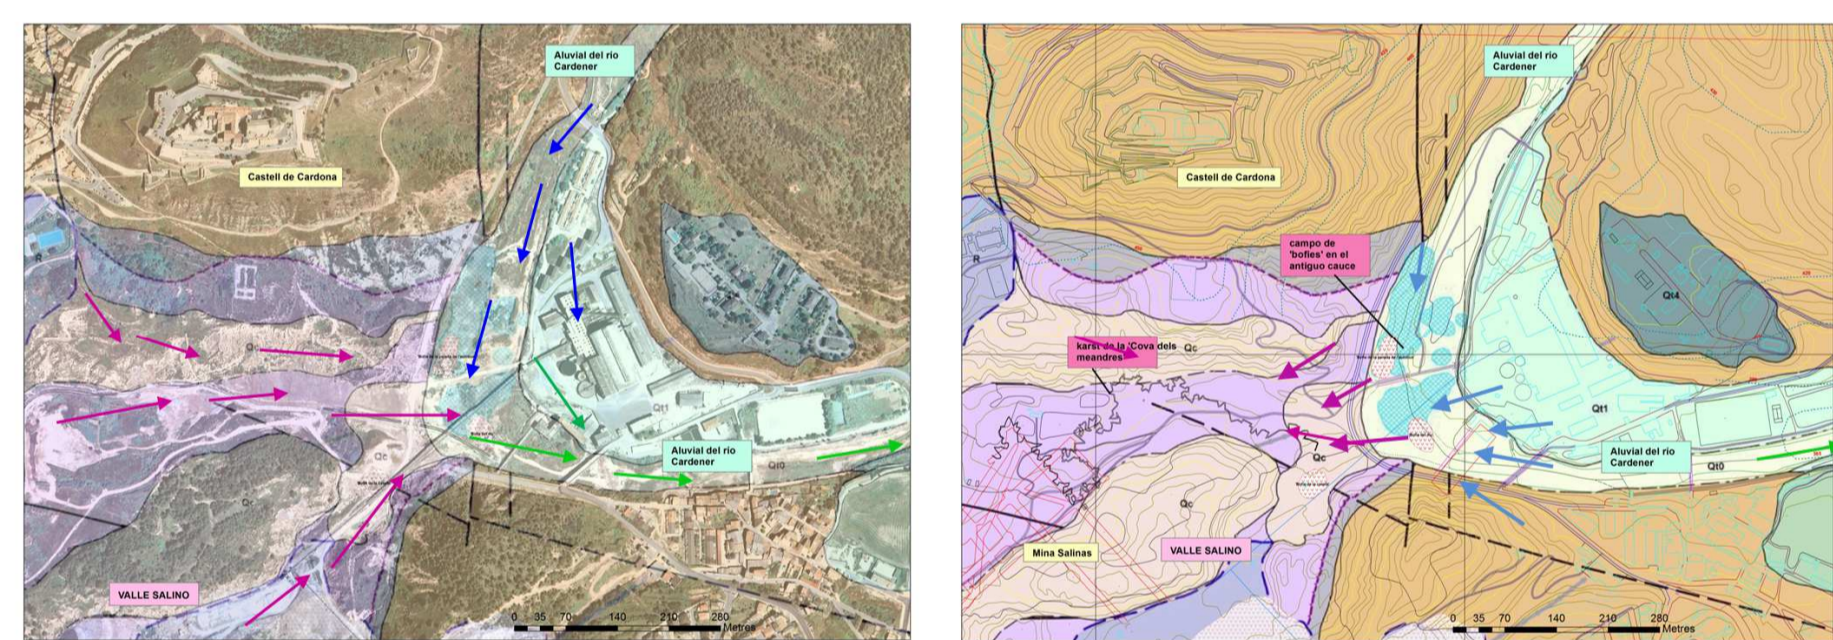 Aluvial del río
Cardener
Castell de Cardona
R
Qc
Qt1
Qc
Qc
Aluvial del río
Cardener
Qt0
VALLE SALINO
0 35 70 140 210 280
Metres
Aluvial del río
Cardener
Castell de Cardona
campo de
'bofies' en el
antiguo cauce
R
Qt4
karst de la 'Cova dels
meandres'
Qc
Qt1
Qc
Aluvial del río
Cardener
Qt0
Qc
Mina Salinas
VALLE SALINO
0 35 70 140 210 280
Metres